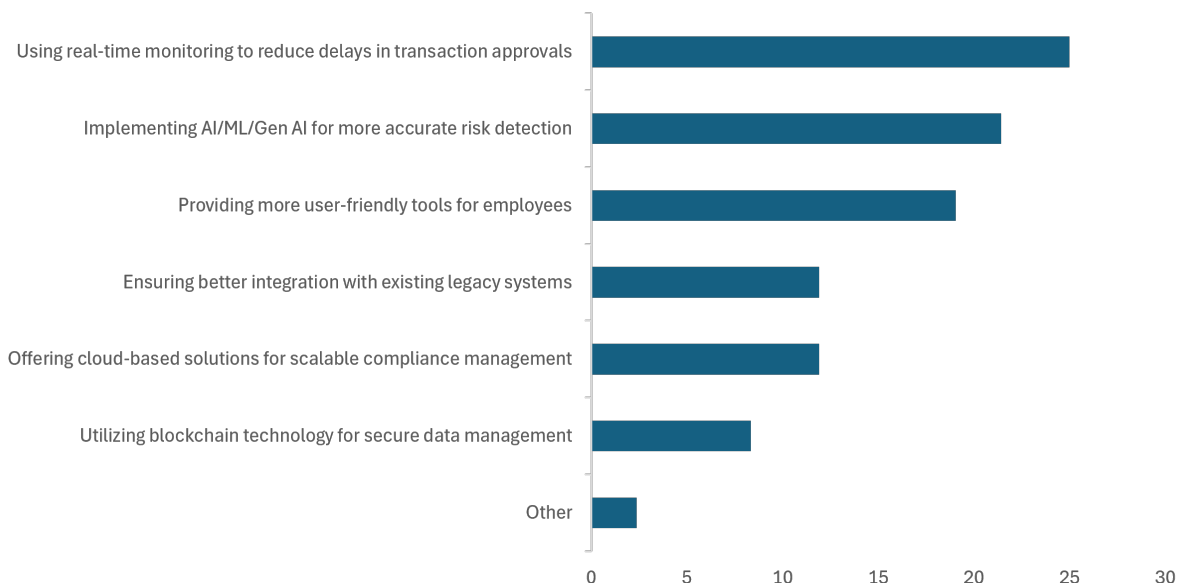 Using real-time monitoring to reduce delays in transaction approvals
Implementing AI/ML/Gen AI for more accurate risk detection
Providing more user-friendly tools for employees
Ensuring better integration with existing legacy systems
Offering cloud-based solutions for scalable compliance management
Utilizing blockchain technology for secure data management
Other
0 5 10 15 20 25 30